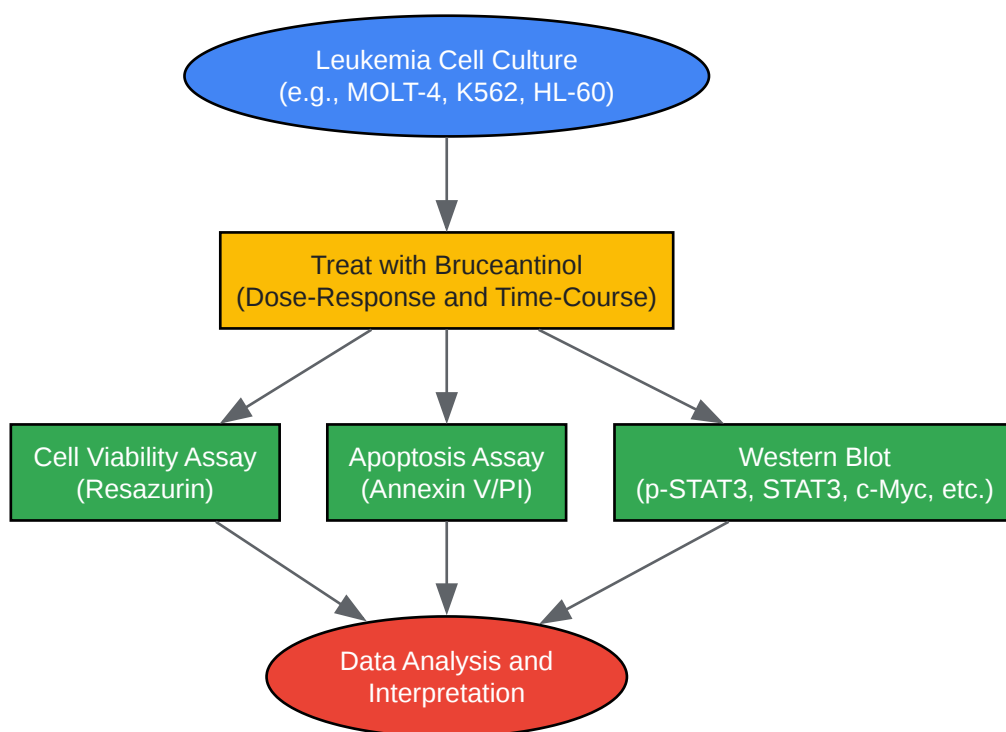 Leukemia Cell Culture
(e.g., MOLT-4, K562, HL-60)
Treat with Bruceantinol
(Dose-Response and Time-Course)
Cell Viability Assay
(Resazurin)
Apoptosis Assay
(Annexin V/PI)
Western Blot
(p-STAT3, STAT3, c-Myc, etc.)
Data Analysis and
Interpretation